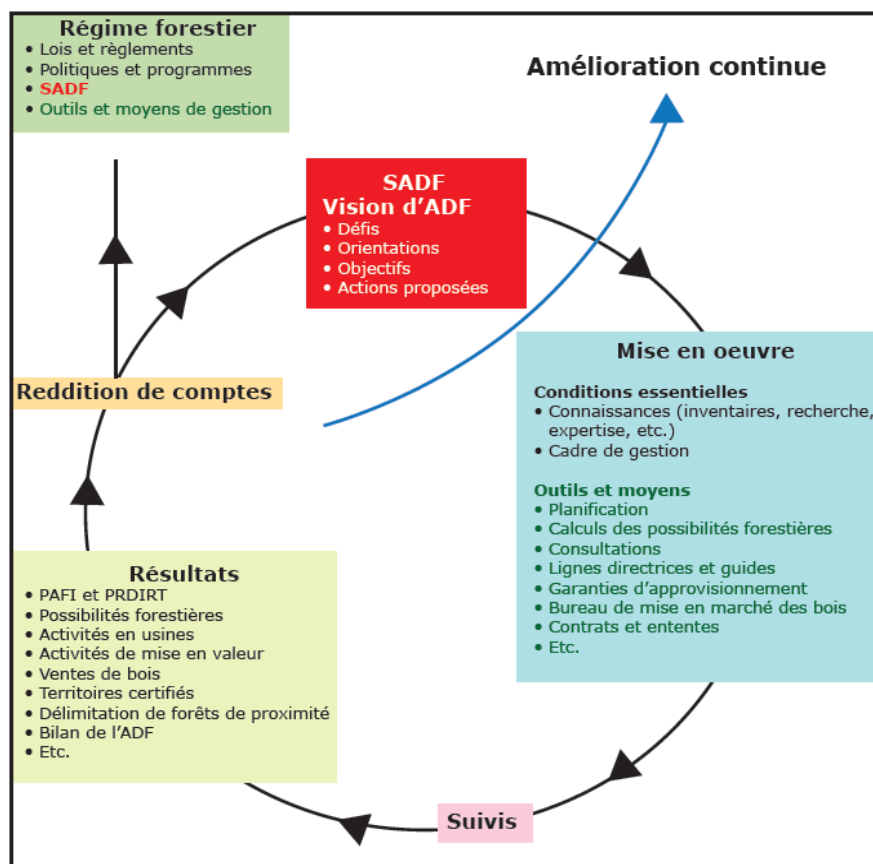 Régime forestier
• Lois et règlements
• Politiques et programmes
• SADF
• Outils et moyens de gestion
Amélioration continue
SADF
Vision d’ADF
• Défis
• Orientations
• Objectifs
• Actions proposées
Mise en oeuvre
Conditions essentielles
• Connaissances (inventaires, recherche,
expertise, etc.)
• Cadre de gestion
Outils et moyens
• Planification
• Calculs des possibilités forestières
• Consultations
• Lignes directrices et guides
• Garanties d’approvisionnement
• Bureau de mise en marché des bois
• Contrats et ententes
• Etc.
Reddition de comptes
Résultats
• PAFI et PRDIRT
• Possibilités forestières
• Activités en usines
• Activités de mise en valeur
• Ventes de bois
• Territoires certifiés
• Délimitation de forêts de proximité
• Bilan de l’ADF
• Etc.
Suivis